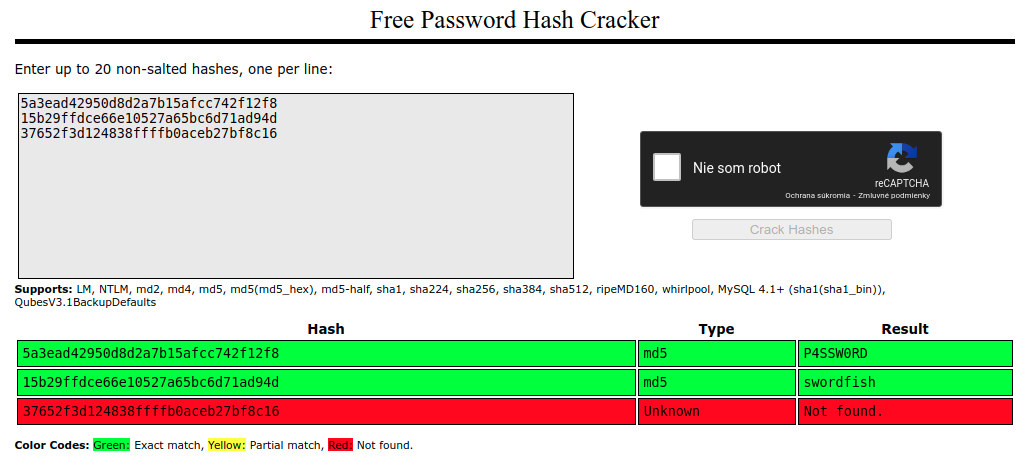 Free Password Hash Cracker
Enter up to 20 non-salted hashes, one per line:
5a3ead42950d8d2a7b15afcc742f12f8
15b29ffdce66e10527a65bc6d71ad94d
37652f3d124838ffffb0aceb27bf8c16
Nie som robot
reCAPTCHA
Ochrana súkromia - Zmluvné podmienky
Crack Hashes
Supports: LM, NTLM, md2, md4, md5, md5(md5_hex), md5-half, sha1, sha224, sha256, sha384, sha512, ripeMD160, whirlpool, MySQL 4.1+ (sha1(sha1_bin)),
QubesV3.1BackupDefaults
Hash Type Result
5a3ead42950d8d2a7b15afcc742f12f8 md5 P4SSW0RD
15b29ffdce66e10527a65bc6d71ad94d md5 swordfish
37652f3d124838ffffb0aceb27bf8c16 Unknown Not found.
Color Codes: Green: Exact match, Yellow: Partial match, Red: Not found.